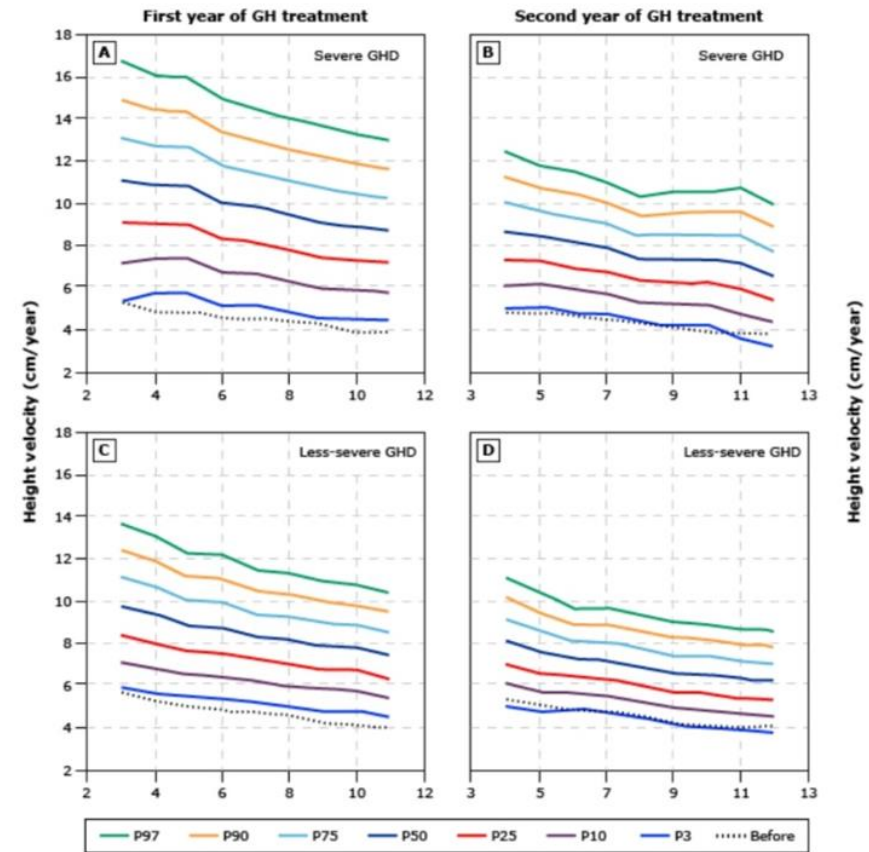 First year of GH treatment
Second year of GH treatment
Height velocity (cm/year)
A
Severe GHD
18
16
14
12
10
8
6
4
2
2 4 6 8 10 12
B
Severe GHD
3 5 7 9 11 13
C
Less-severe GHD
18
16
14
12
10
8
6
4
2
2 4 6 8 10 12
D
Less-severe GHD
3 5 7 9 11 13
Height velocity (cm/year)
P97 P90 P75 P50 P25 P10 P3 Before